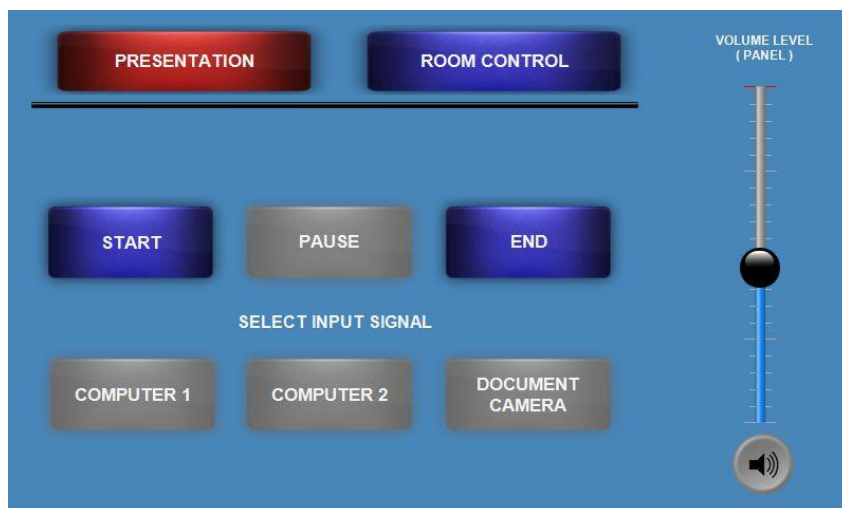 PRESENTATION
ROOM CONTROL
VOLUME LEVEL
( PANEL )
START
PAUSE
END
SELECT INPUT SIGNAL
COMPUTER 1
COMPUTER 2
DOCUMENT
CAMERA